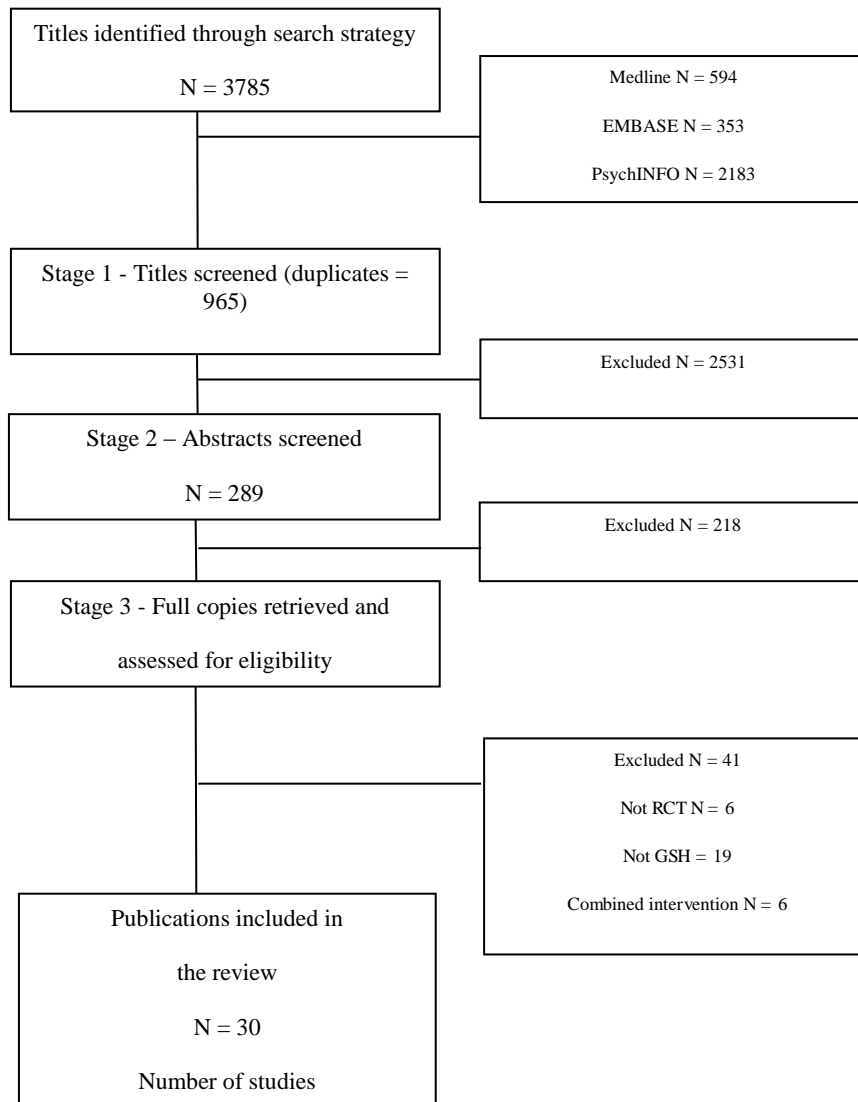 Titles identified through search strategy
N = 3785
Medline N = 594
EMBASE N = 353
PsychINFO N = 2183
Stage 1 - Titles screened (duplicates =
965)
Excluded N = 2531
Stage 2 – Abstracts screened
N = 289
Excluded N = 218
Stage 3 - Full copies retrieved and
assessed for eligibility
Excluded N = 41
Not RCT N = 6
Not GSH = 19
Combined intervention N = 6
Publications included in
the review
N = 30
Number of studies